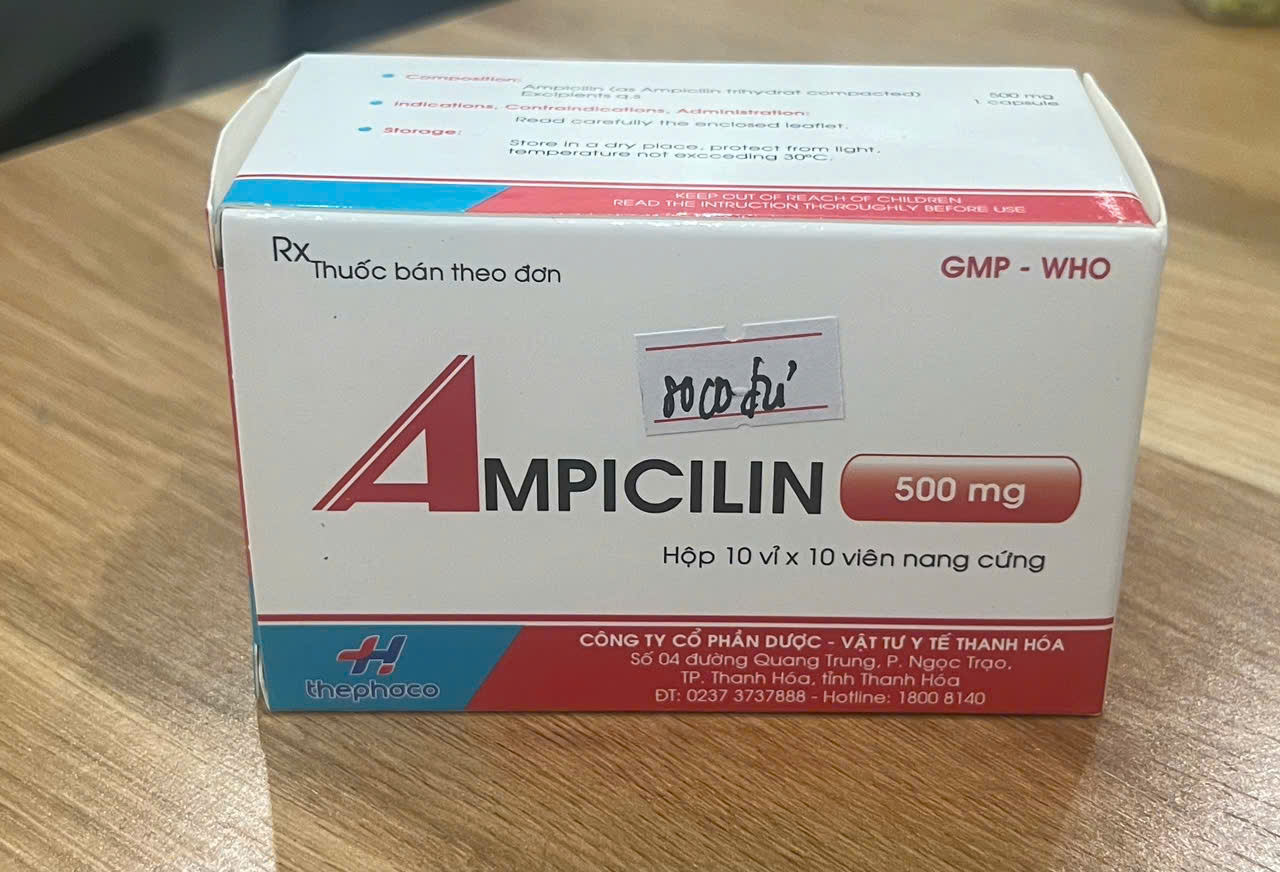 Composition:
Ampicilin (as Ampicilin trihydrat compacted) 500 mg
Excipients q.s 1 capsule
Indications, Contraindications, Administration:
Read carefully the enclosed leaflet.
Storage:
Store in a dry place, protect from light,
temperature not excceding 30°C.
KEEP OUT OF REACH OF CHILDREN
READ THE INTRUCTION THOROUGHLY BEFORE USE
Rx Thuốc bán theo đơn
GMP - WHO
AMPICILIN 500 mg
Hộp 10 vỉ x 10 viên nang cứng
thephaco
CÔNG TY CỔ PHẦN DƯỢC - VẬT TƯ Y TẾ THANH HÓA
Số 04 đường Quang Trung, P. Ngọc Trạo,
TP. Thanh Hóa, tỉnh Thanh Hóa
ĐT: 0237 3737888 - Hotline: 1800 8140